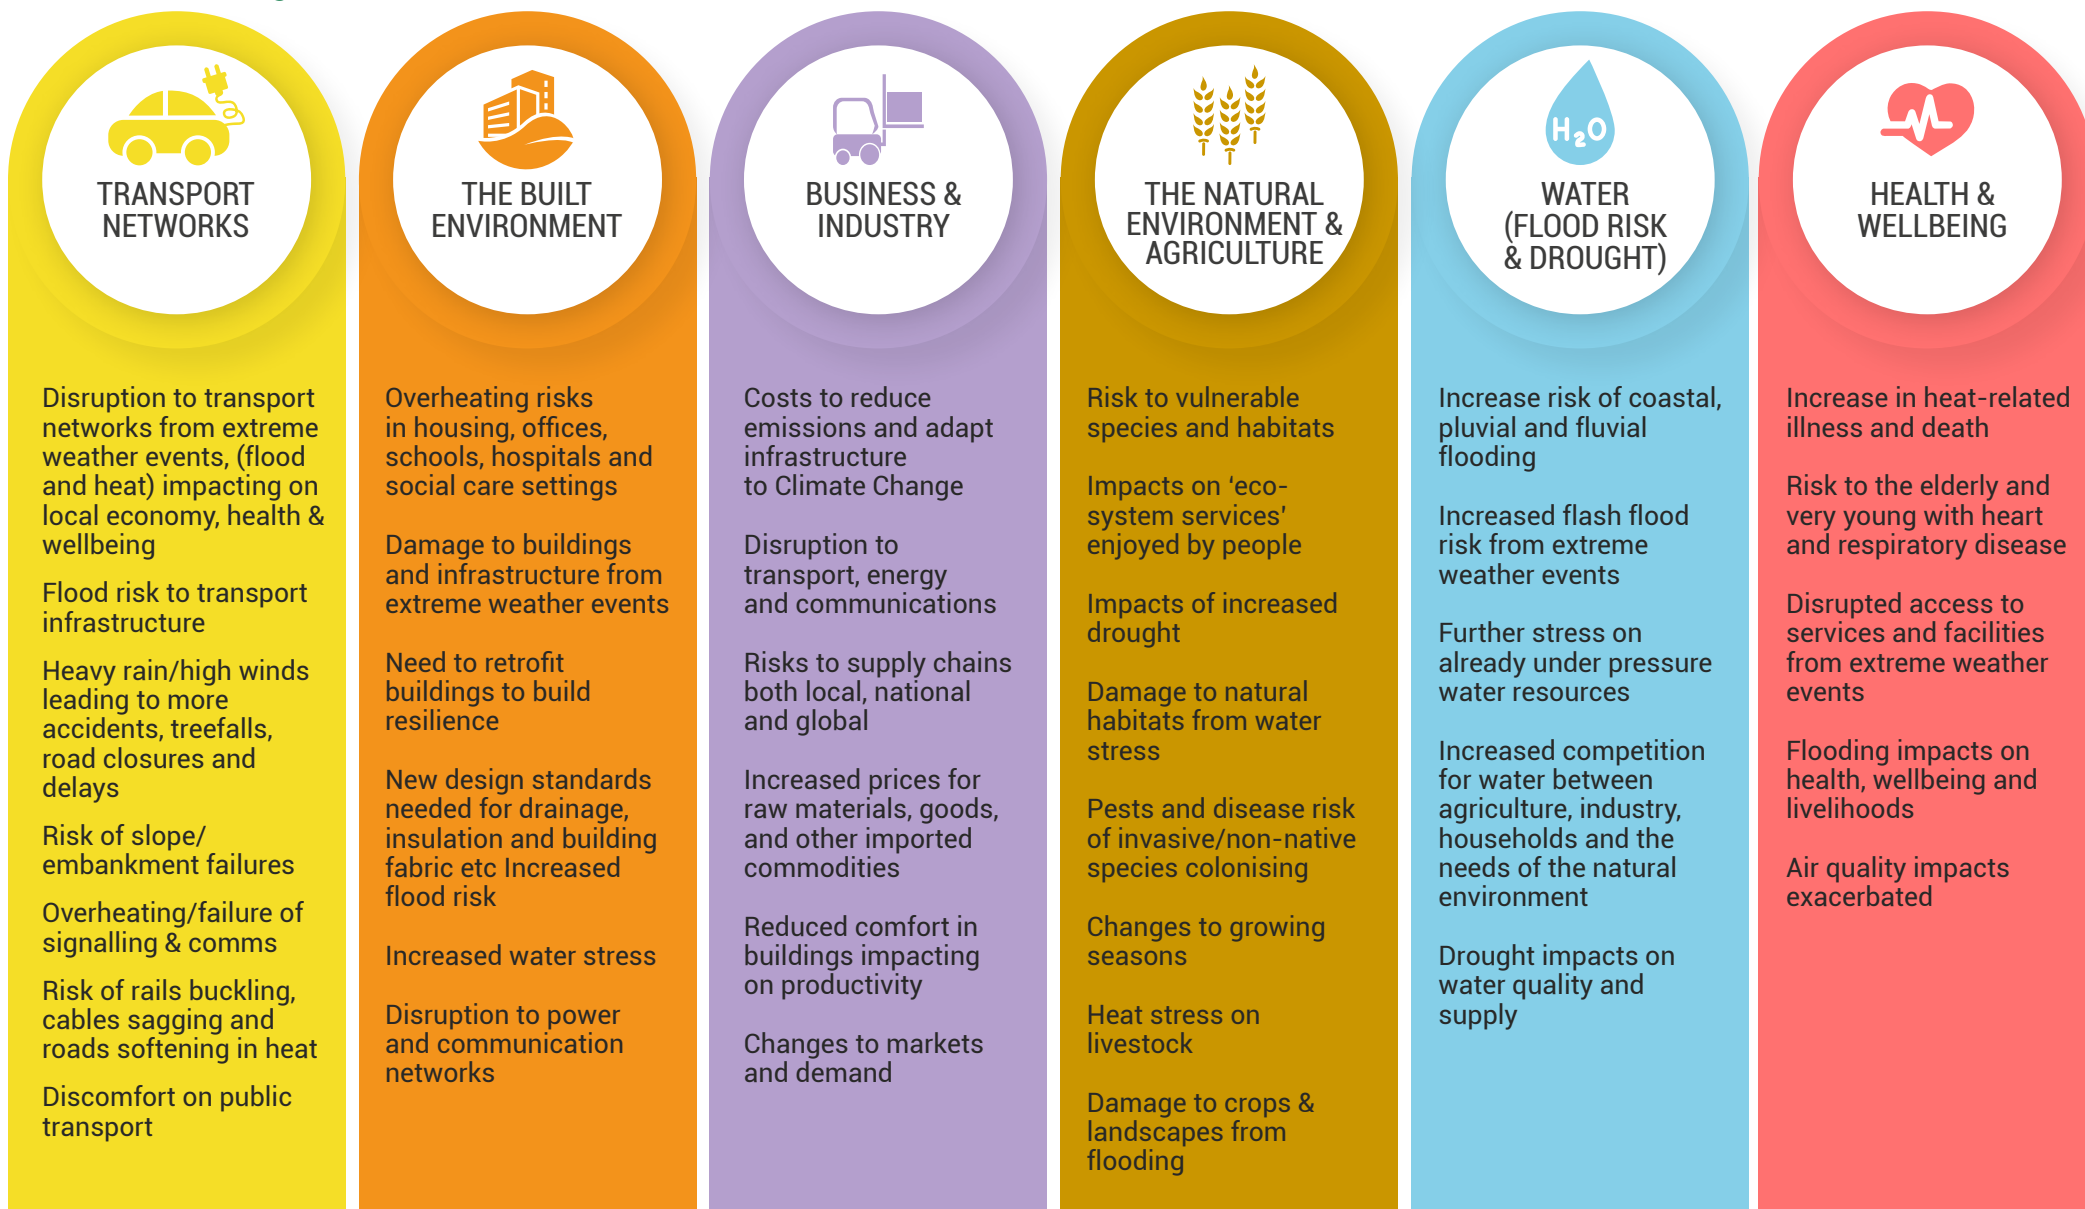 TRANSPORT
NETWORKS
Disruption to transport
networks from extreme
weather events, (flood
and heat) impacting on
local economy, health &
wellbeing
Flood risk to transport
infrastructure
Heavy rain/high winds
leading to more
accidents, treefalls,
road closures and
delays
Risk of slope/
embankment failures
Overheating/failure of
signalling & comms
Risk of rails buckling,
cables sagging and
roads softening in heat
Discomfort on public
transport
THE BUILT
ENVIRONMENT
Overheating risks
in housing, offices,
schools, hospitals and
social care settings
Damage to buildings
and infrastructure from
extreme weather events
Need to retrofit
buildings to build
resilience
New design standards
needed for drainage,
insulation and building
fabric etc Increased
flood risk
Increased water stress
Disruption to power
and communication
networks
BUSINESS &
INDUSTRY
Costs to reduce
emissions and adapt
infrastructure
to Climate Change
Disruption to
transport, energy
and communications
Risks to supply chains
both local, national
and global
Increased prices for
raw materials, goods,
and other imported
commodities
Reduced comfort in
buildings impacting
on productivity
Changes to markets
and demand
THE NATURAL
ENVIRONMENT &
AGRICULTURE
Risk to vulnerable
species and habitats
Impacts on ‘eco-
system services’
enjoyed by people
Impacts of increased
drought
Damage to natural
habitats from water
stress
Pests and disease risk
of invasive/non-native
species colonising
Changes to growing
seasons
Heat stress on
livestock
Damage to crops &
landscapes from
flooding
H₂O
WATER
(FLOOD RISK
& DROUGHT)
Increase risk of coastal,
pluvial and fluvial
flooding
Increased flash flood
risk from extreme
weather events
Further stress on
already under pressure
water resources
Increased competition
for water between
agriculture, industry,
households and the
needs of the natural
environment
Drought impacts on
water quality and
supply
HEALTH &
WELLBEING
Increase in heat-related
illness and death
Risk to the elderly and
very young with heart
and respiratory disease
Disrupted access to
services and facilities
from extreme weather
events
Flooding impacts on
health, wellbeing and
livelihoods
Air quality impacts
exacerbated